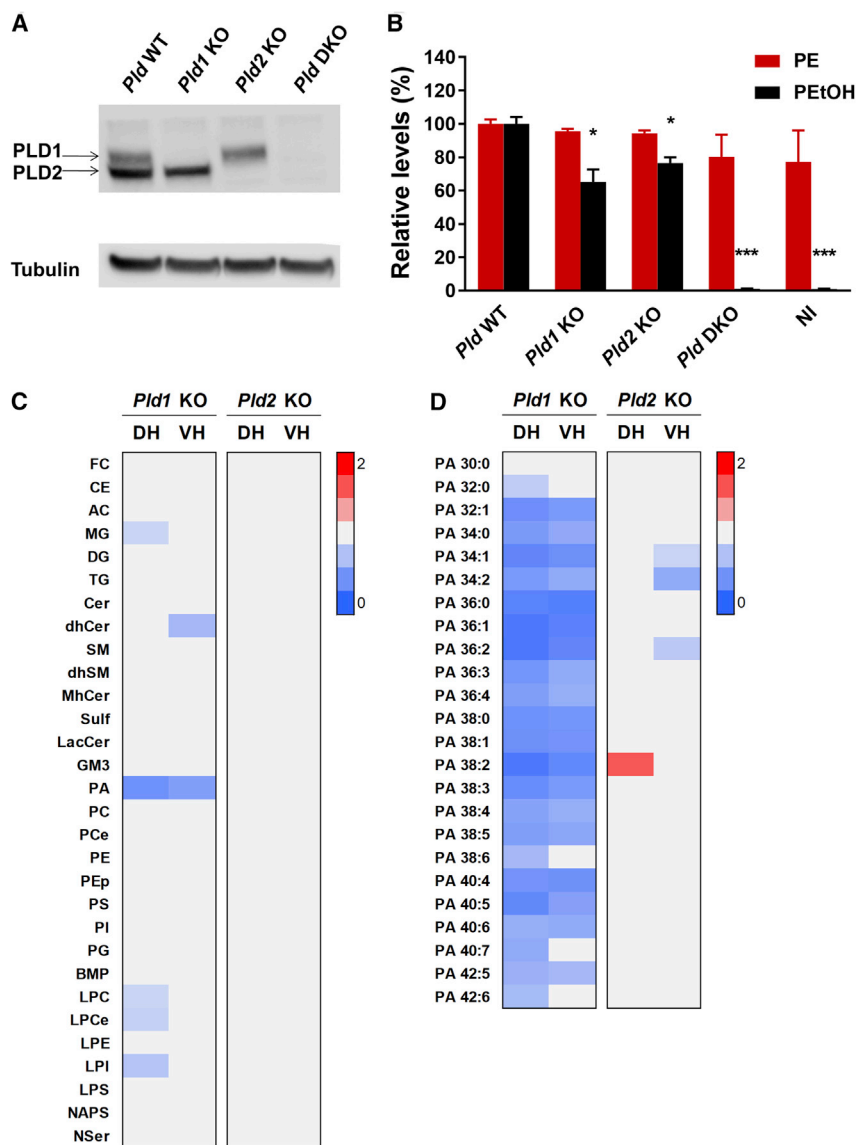 A
Pld WT
Pld1 KO
Pld2 KO
Pld DKO
PLD1
PLD2
Tubulin
B
Relative levels (%)
140
120
100
80
60
40
20
0
PE
PEtOH
*
*
***
***
Pld WT
Pld1 KO
Pld2 KO
Pld DKO
NI
C
Pld1 KO Pld2 KO
DH VH DH VH
FC
CE
AC
MG
DG
TG
Cer
dhCer
SM
dhSM
MhCer
Sulf
LacCer
GM3
PA
PC
PCe
PE
PEp
PS
PI
PG
BMP
LPC
LPCe
LPE
LPI
LPS
NAPS
NSer
2
0
D
Pld1 KO Pld2 KO
DH VH DH VH
PA 30:0
PA 32:0
PA 32:1
PA 34:0
PA 34:1
PA 34:2
PA 36:0
PA 36:1
PA 36:2
PA 36:3
PA 36:4
PA 38:0
PA 38:1
PA 38:2
PA 38:3
PA 38:4
PA 38:5
PA 38:6
PA 40:4
PA 40:5
PA 40:6
PA 40:7
PA 42:5
PA 42:6
2
0